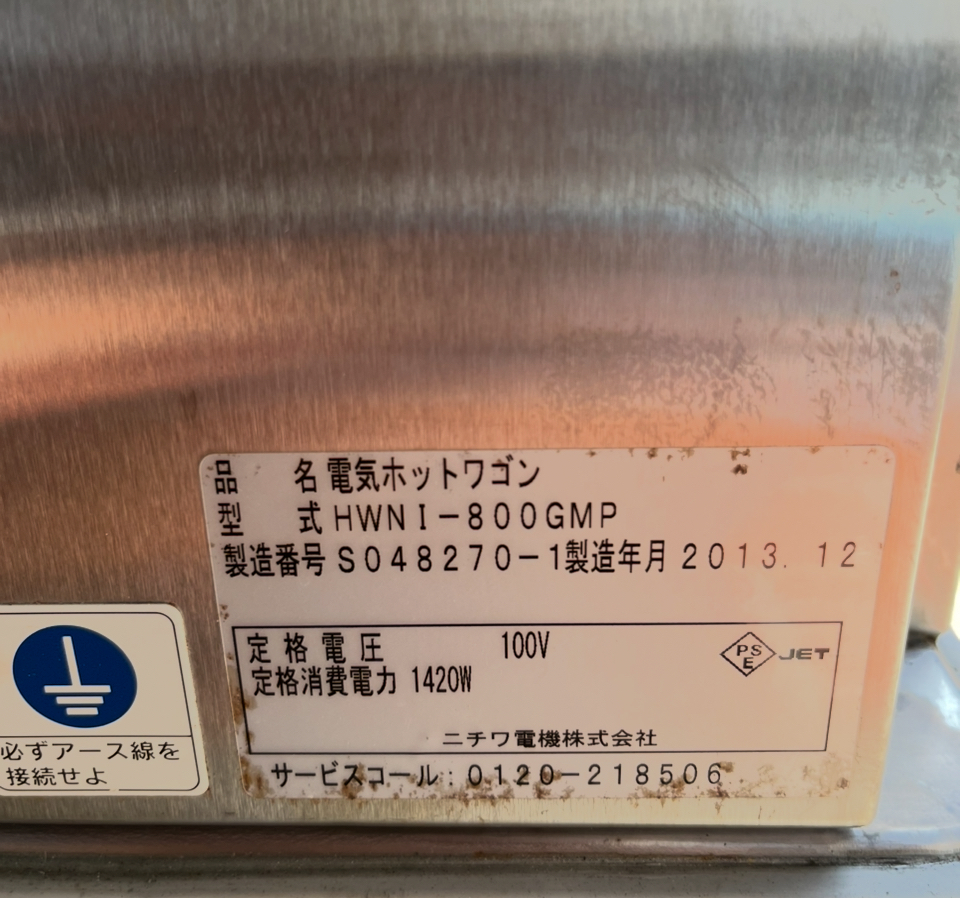 品 名 電気ホットワゴン
型 式 HWNI-800GMP
製造番号 S048270-1 製造年月 2013. 12
定格電圧 100V
定格消費電力 1420W
PSE JET
ニチワ電機株式会社
サービスコール：0120-218506
必ずアース線を
接続せよ